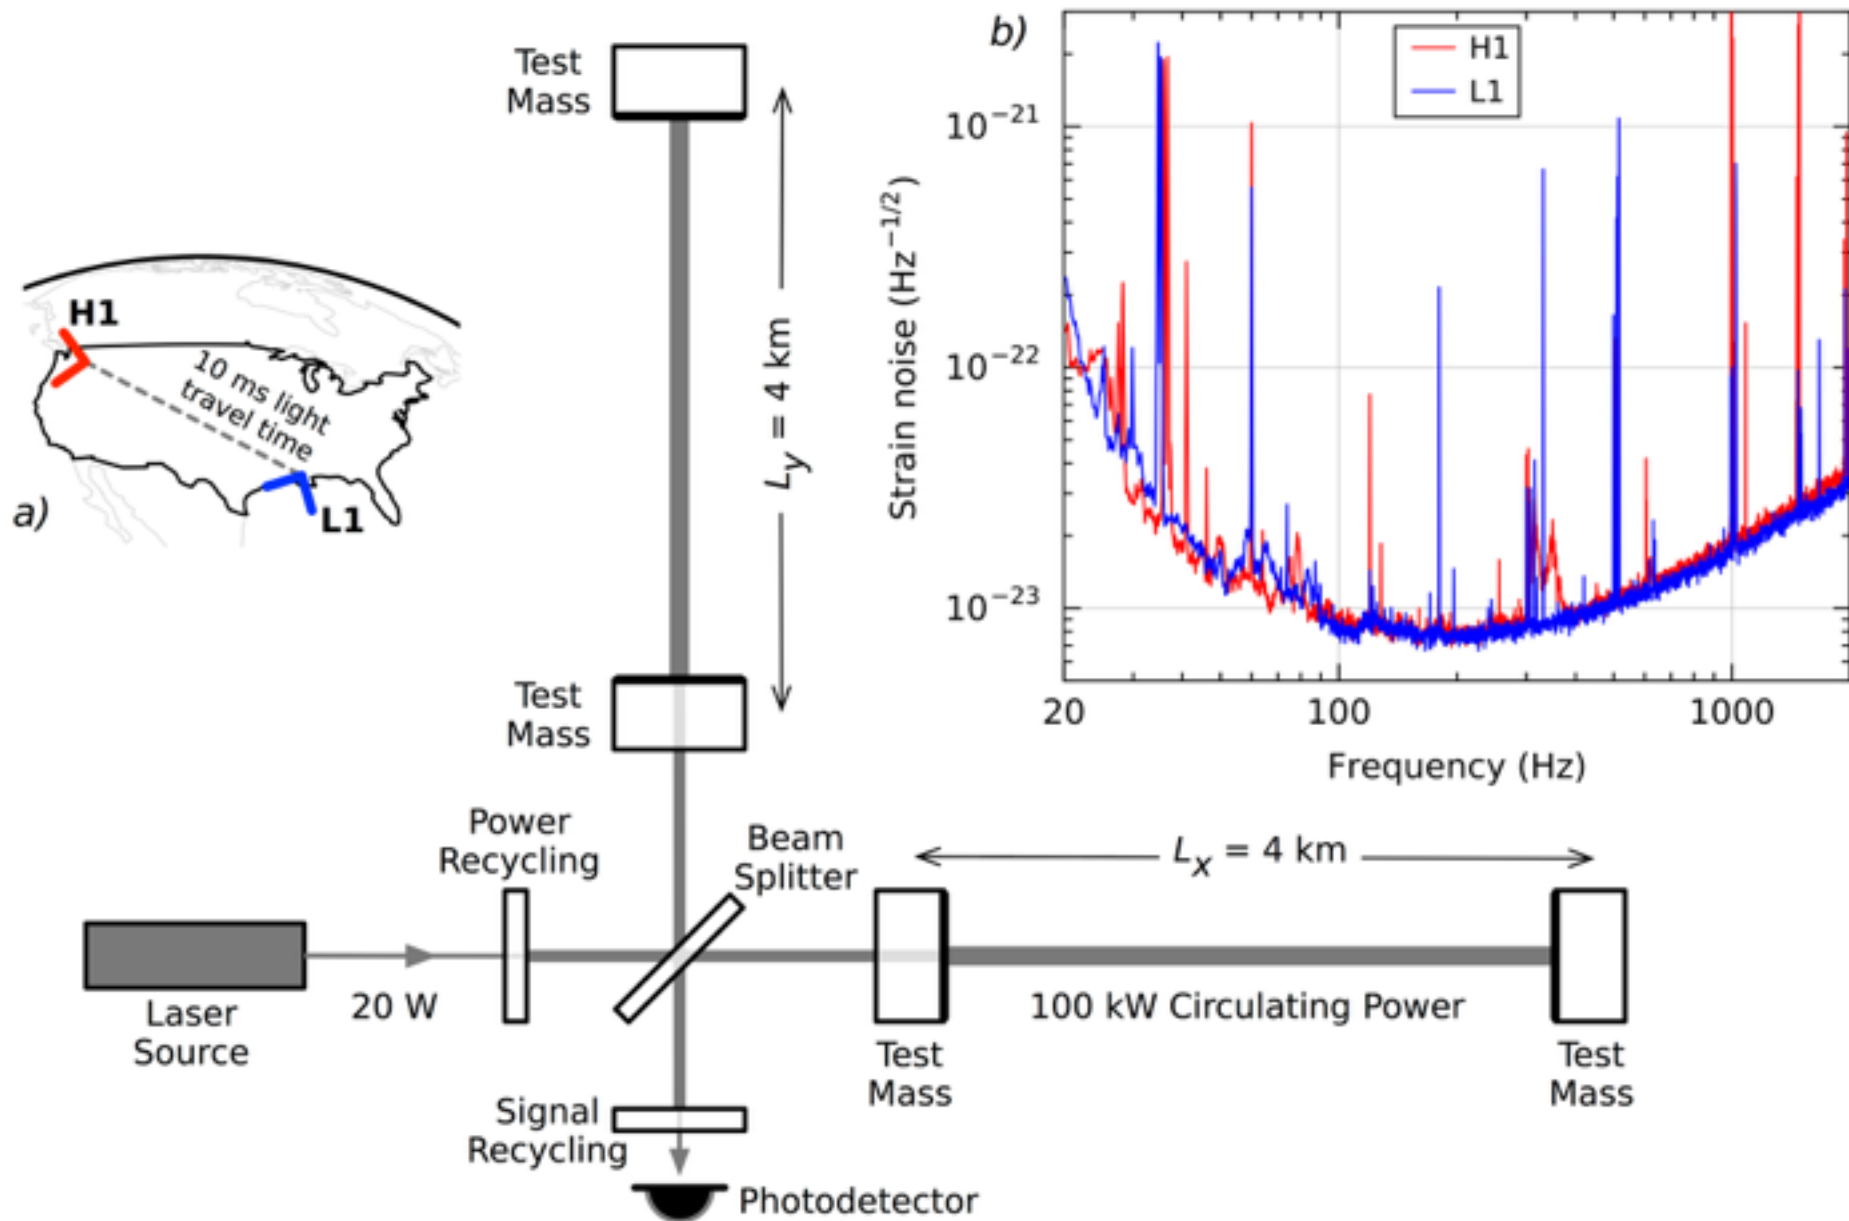 Test
Mass
H1
10 ms light
travel time
L1
a)
L_y = 4 km
Test
Mass
b)
H1
L1
Strain noise (Hz^{-1/2})
10^{-21}
10^{-22}
10^{-23}
20
100
1000
Frequency (Hz)
Power
Recycling
Beam
Splitter
L_x = 4 km
Laser
Source
20 W
100 kW Circulating Power
Test
Mass
Test
Mass
Signal
Recycling
Photodetector